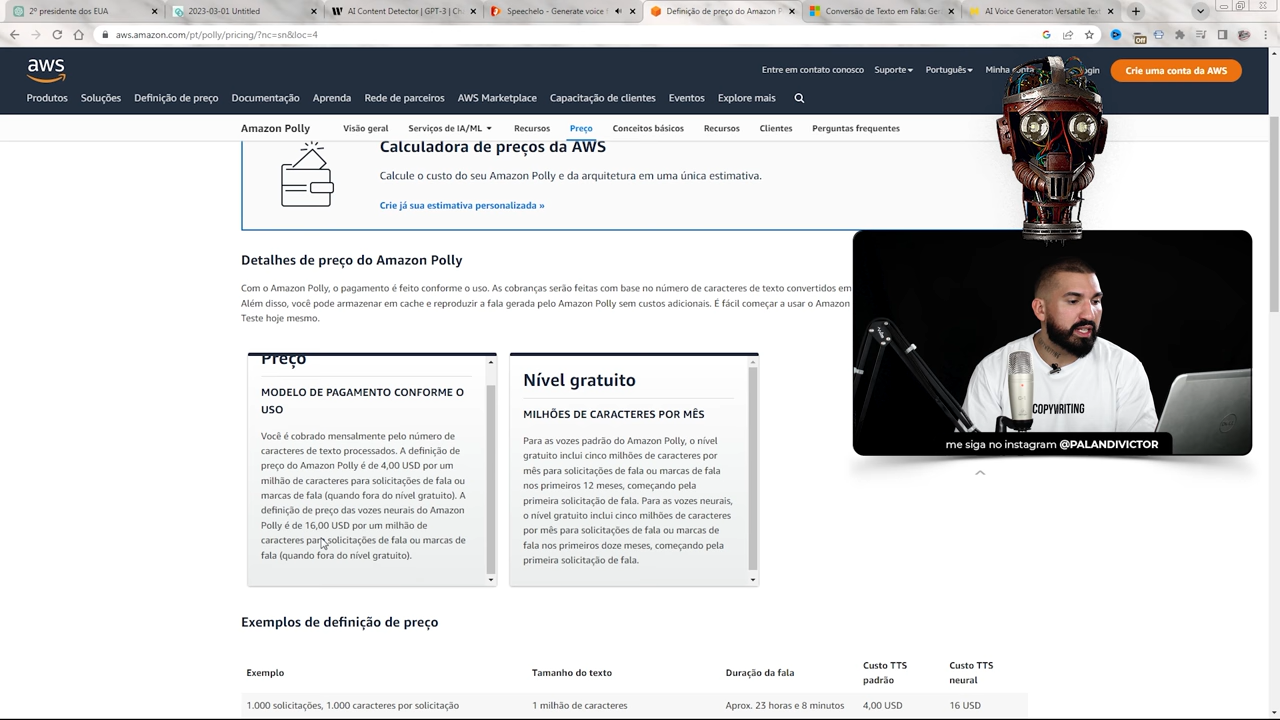 2º presidente dos EUA
2023-03-01 Untitled
AI Content Detector | GPT-3 | Ch
Speechelo - Generate voice f
Definição de preço do Amazon P
Conversão de Texto em Fala: Ger
AI Voice Generator: Versatile Text
aws.amazon.com/pt/polly/pricing/?nc=sn&loc=4
Off
aws
Entre em contato conosco Suporte Português Minha conta
Crie uma conta da AWS
Produtos Soluções Definição de preço Documentação Aprenda Rede de parceiros AWS Marketplace Capacitação de clientes Eventos Explore mais
Amazon Polly Visão geral Serviços de IA/ML Recursos Preço Conceitos básicos Recursos Clientes Perguntas frequentes
Calculadora de preços da AWS
Calcule o custo do seu Amazon Polly e da arquitetura em uma única estimativa.
Crie já sua estimativa personalizada »
Detalhes de preço do Amazon Polly
Com o Amazon Polly, o pagamento é feito conforme o uso. As cobranças serão feitas com base no número de caracteres de texto convertidos em
Além disso, você pode armazenar em cache e reproduzir a fala gerada pelo Amazon Polly sem custos adicionais. É fácil começar a usar o Amazon
Teste hoje mesmo.
Preço
MODELO DE PAGAMENTO CONFORME O
USO
Você é cobrado mensalmente pelo número de
caracteres de texto processados. A definição de
preço do Amazon Polly é de 4,00 USD por um
milhão de caracteres para solicitações de fala ou
marcas de fala (quando fora do nível gratuito). A
definição de preço das vozes neurais do Amazon
Polly é de 16,00 USD por um milhão de
caracteres para solicitações de fala ou marcas de
fala (quando fora do nível gratuito).
Nível gratuito
MILHÕES DE CARACTERES POR MÊS
Para as vozes padrão do Amazon Polly, o nível
gratuito inclui cinco milhões de caracteres por
mês para solicitações de fala ou marcas de fala
nos primeiros 12 meses, começando pela
primeira solicitação de fala. Para as vozes neurais,
o nível gratuito inclui cinco milhões de caracteres
por mês para solicitações de fala ou marcas de
fala nos primeiros doze meses, começando pela
primeira solicitação de fala.
COPYWRITING
me siga no instagram @PALANDIVICTOR
Exemplos de definição de preço
Exemplo Tamanho do texto Duração da fala Custo TTS padrão Custo TTS neural
1.000 solicitações, 1.000 caracteres por solicitação 1 milhão de caracteres Aprox. 23 horas e 8 minutos 4,00 USD 16 USD